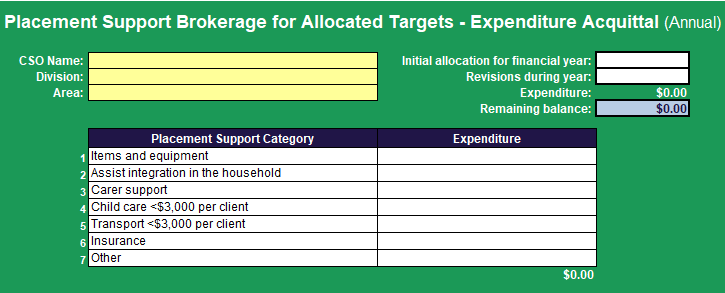 Placement Support Brokerage for Allocated Targets - Expenditure Acquittal (Annual)
CSO Name: Initial allocation for financial year:
Division: Revisions during year:
Area: Expenditure: $0.00
Remaining balance: $0.00
Placement Support Category Expenditure
1 Items and equipment
2 Assist integration in the household
3 Carer support
4 Child care <$3,000 per client
5 Transport <$3,000 per client
6 Insurance
7 Other
$0.00